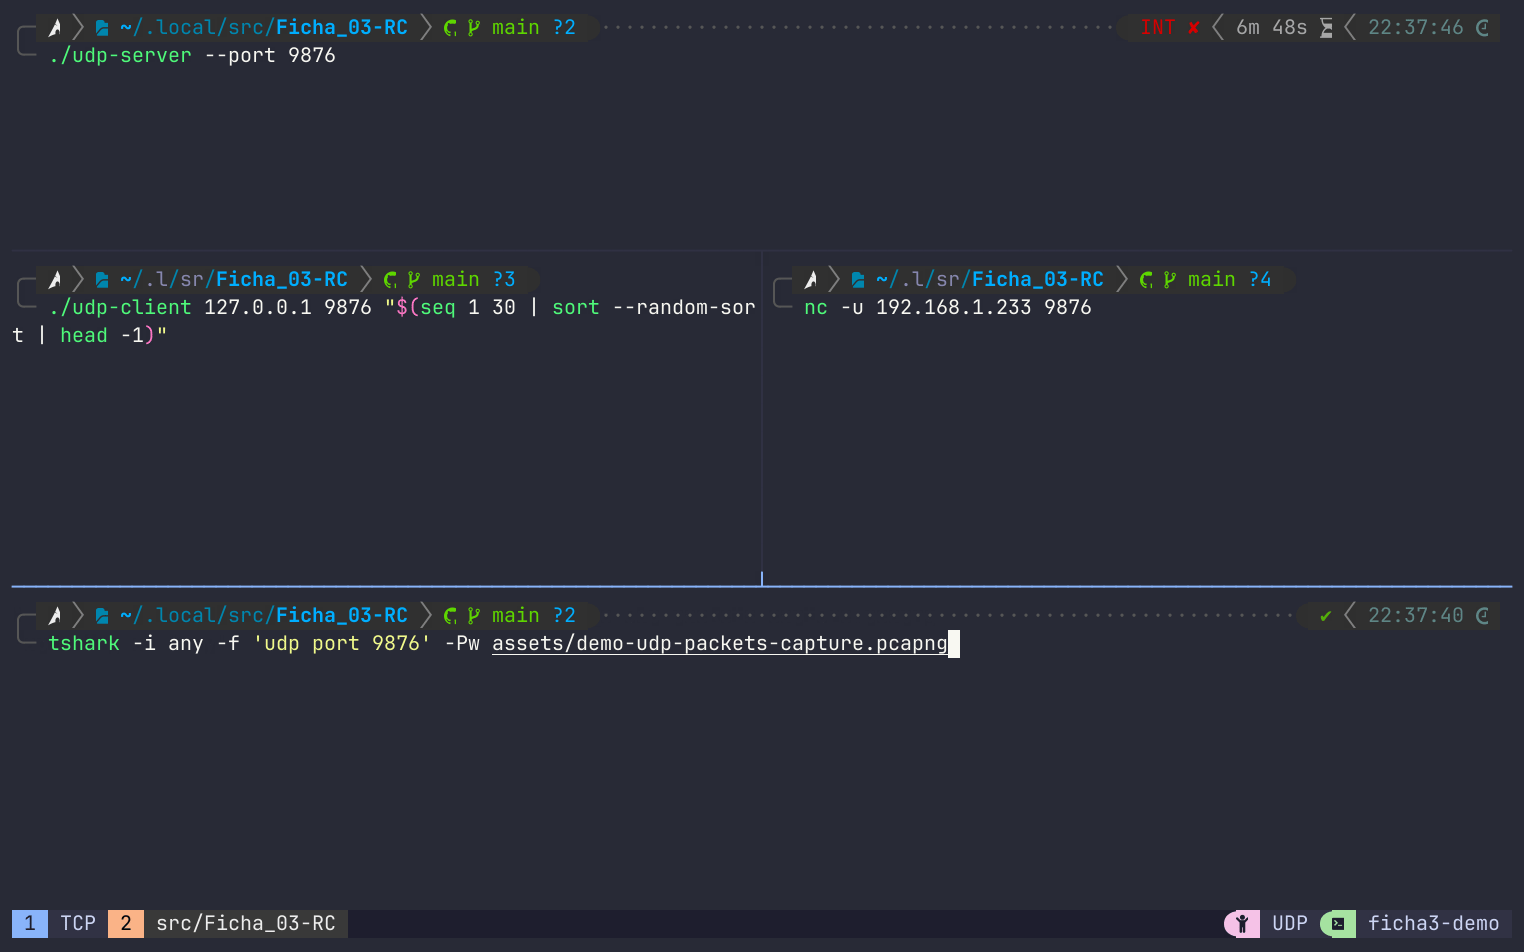 ~/.local/src/Ficha_03-RC main ?2 INT ✘ 6m 48s 22:37:46
./udp-server --port 9876
~/.l/sr/Ficha_03-RC main ?3
./udp-client 127.0.0.1 9876 "$(seq 1 30 | sort --random-sor
t | head -1)"
~/.l/sr/Ficha_03-RC main ?4
nc -u 192.168.1.233 9876
~/.local/src/Ficha_03-RC main ?2 ✔ 22:37:40
tshark -i any -f 'udp port 9876' -Pw assets/demo-udp-packets-capture.pcapng
1 TCP 2 src/Ficha_03-RC UDP ficha3-demo